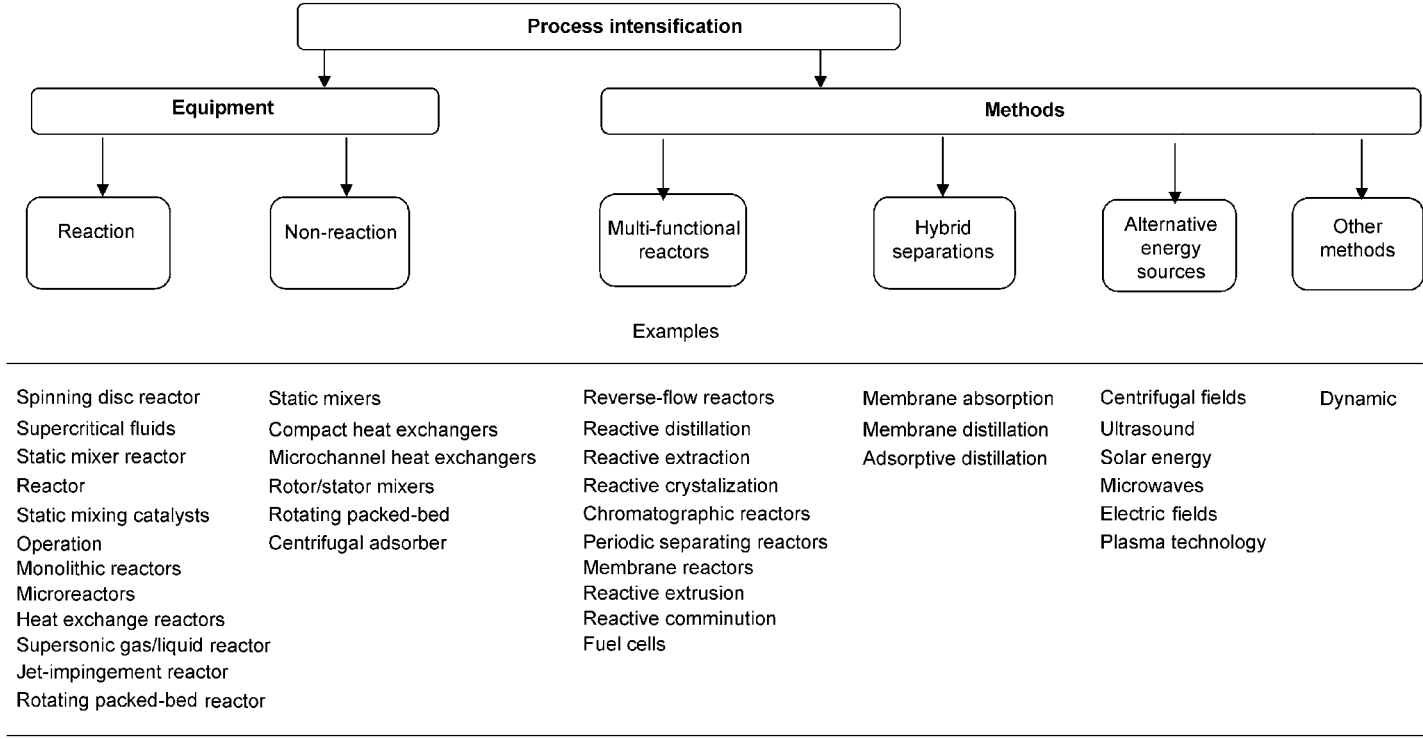 Process intensification
Equipment
Methods
Reaction
Non-reaction
Multi-functional
reactors
Hybrid
separations
Alternative
energy
sources
Other
methods
Examples
Spinning disc reactor
Supercritical fluids
Static mixer reactor
Reactor
Static mixing catalysts
Operation
Monolithic reactors
Microreactors
Heat exchange reactors
Supersonic gas/liquid reactor
Jet-impingement reactor
Rotating packed-bed reactor
Static mixers
Compact heat exchangers
Microchannel heat exchangers
Rotor/stator mixers
Rotating packed-bed
Centrifugal adsorber
Reverse-flow reactors
Reactive distillation
Reactive extraction
Reactive crystalization
Chromatographic reactors
Periodic separating reactors
Membrane reactors
Reactive extrusion
Reactive comminution
Fuel cells
Membrane absorption
Membrane distillation
Adsorptive distillation
Centrifugal fields
Ultrasound
Solar energy
Microwaves
Electric fields
Plasma technology
Dynamic